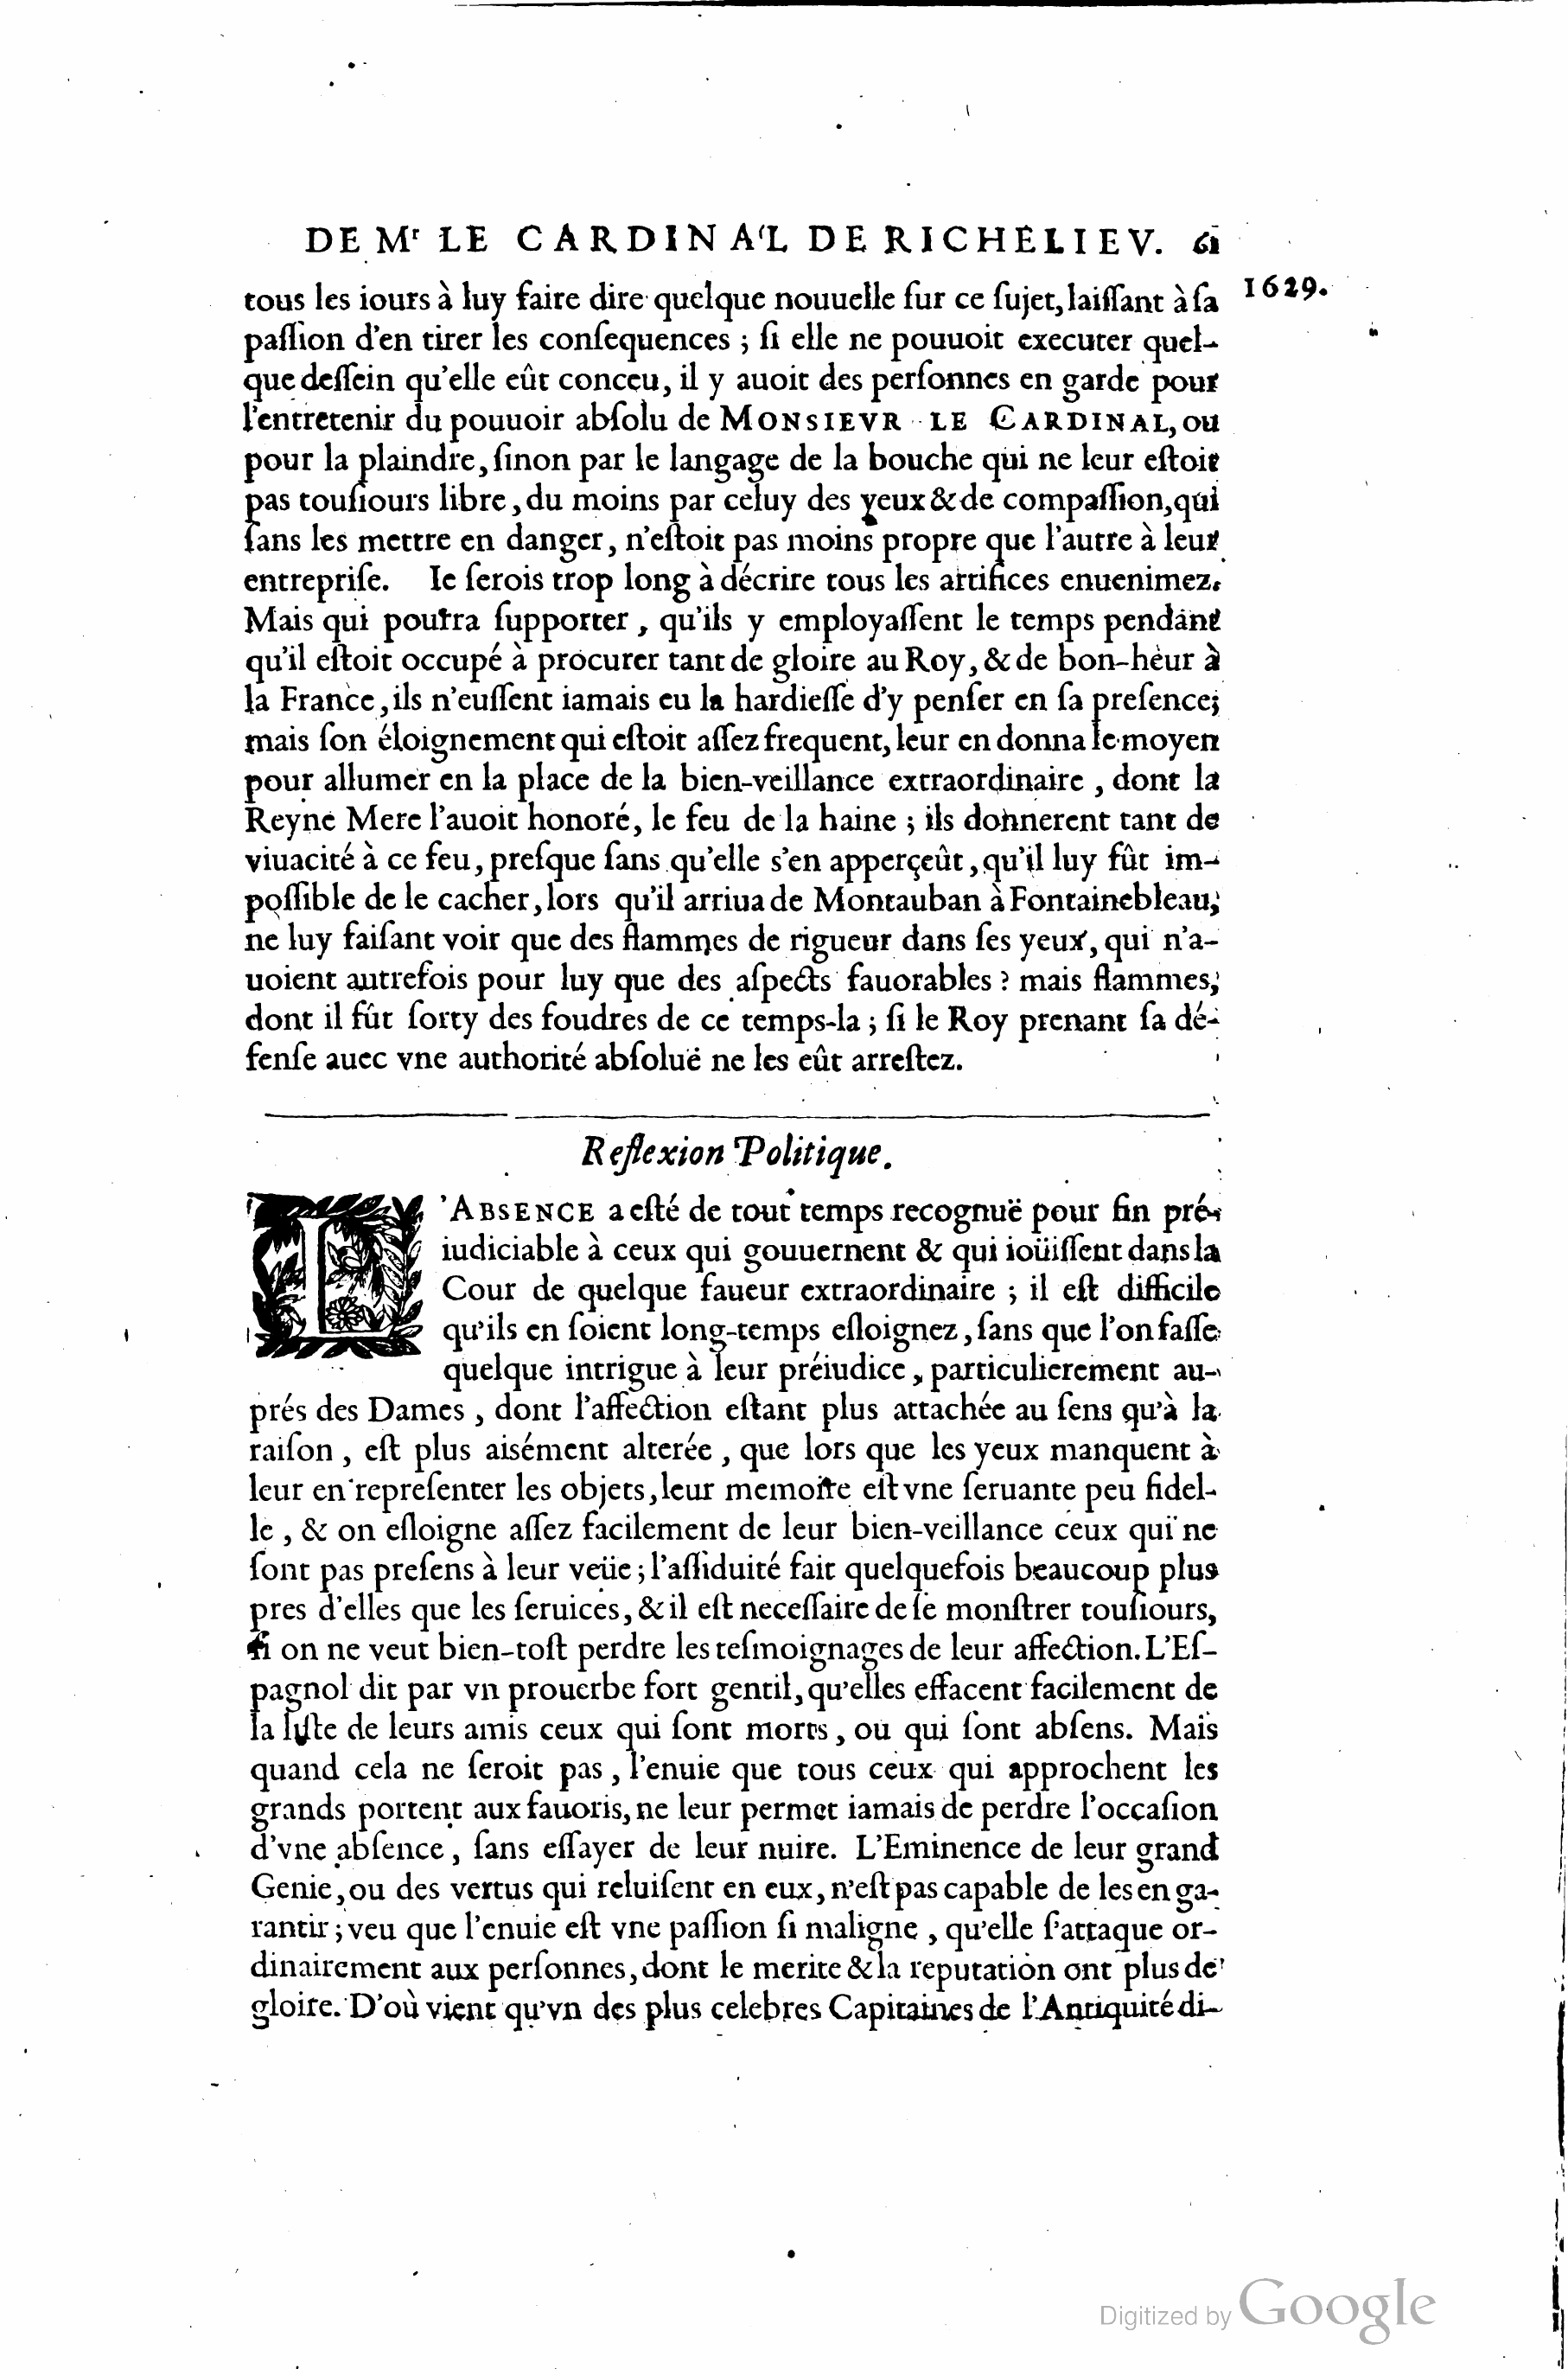 DE Mr LE CARDINAL DE RICHELIEV. 61
1629.
tous les iours à luy faire dire quelque nouuelle ſur ce ſujet, laiſſant à ſa
paſſion d'en tirer les conſequences ; ſi elle ne pouuoit executer quel-
que deſſein qu'elle eût conceu, il y auoit des perſonnes en garde pour
l'entretenir du pouuoir abſolu de MONSIEVR LE CARDINAL, ou
pour la plaindre, ſinon par le langage de la bouche qui ne leur eſtoit
pas touſiours libre, du moins par celuy des yeux & de compaſſion, qui
ſans les mettre en danger, n'eſtoit pas moins propre que l'autre à leur
entrepriſe. Ie ſerois trop long à décrire tous les artifices enuenimez.
Mais qui pourra ſupporter, qu'ils y employaſſent le temps pendant
qu'il eſtoit occupé à procurer tant de gloire au Roy, & de bon-heur à
la France, ils n'euſſent iamais eu la hardieſſe d'y penſer en ſa preſence;
mais ſon éloignement qui eſtoit aſſez frequent, leur en donna le moyen
pour allumer en la place de la bien-veillance extraordinaire, dont la
Reyne Mere l'auoit honoré, le feu de la haine ; ils donnerent tant de
viuacité à ce feu, preſque ſans qu'elle s'en apperçeût, qu'il luy fût im-
poſſible de le cacher, lors qu'il arriua de Montauban à Fontainebleau,
ne luy faiſant voir que des flammes de rigueur dans ſes yeux, qui n'a-
uoient autrefois pour luy que des aſpects fauorables ? mais flammes,
dont il fût ſorty des foudres de ce temps-la ; ſi le Roy prenant ſa dé-
fenſe auec vne authorité abſoluë ne les eût arreſtez.
Reflexion Politique.
L'ABSENCE a eſté de tout temps recognuë pour ſin pré-
iudiciable à ceux qui gouuernent & qui ioüiſſent dans la
Cour de quelque faueur extraordinaire ; il eſt difficile
qu'ils en ſoient long-temps eſloignez, ſans que l'on faſſe
quelque intrigue à leur préiudice, particulierement au-
prés des Dames, dont l'affection eſtant plus attachée au ſens qu'à la
raiſon, eſt plus aisément alterée, que lors que les yeux manquent à
leur en repreſenter les objets, leur memoire eſt vne ſeruante peu fidel-
le, & on eſloigne aſſez facilement de leur bien-veillance ceux qui ne
ſont pas preſens à leur veüe ; l'aſſiduité fait quelquefois beaucoup plus
pres d'elles que les ſeruices, & il eſt neceſſaire de ſe monſtrer touſiours,
ſi on ne veut bien-toſt perdre les teſmoignages de leur affection. L'Eſ-
pagnol dit par vn prouerbe fort gentil, qu'elles effacent facilement de
la liſte de leurs amis ceux qui ſont morts, ou qui ſont abſens. Mais
quand cela ne ſeroit pas, l'enuie que tous ceux qui approchent les
grands portent aux fauoris, ne leur permet iamais de perdre l'occaſion
d'vne abſence, ſans eſſayer de leur nuire. L'Eminence de leur grand
Genie, ou des vertus qui reluiſent en eux, n'eſt pas capable de les en ga-
rantir ; veu que l'enuie eſt vne paſſion ſi maligne, qu'elle ſ'attaque or-
dinairement aux perſonnes, dont le merite & la reputation ont plus de
gloire. D'où vient qu'vn des plus celebres Capitaines de l'Antiquité di-
Digitized by Google